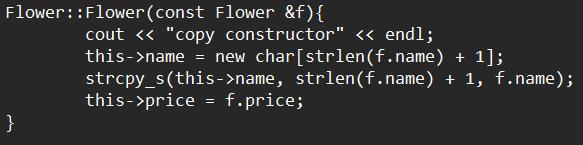 Flower::Flower(const Flower &f){
cout << "copy constructor" << endl;
this->name = new char[strlen(f.name) + 1];
strcpy_s(this->name, strlen(f.name) + 1, f.name);
this->price = f.price;
}